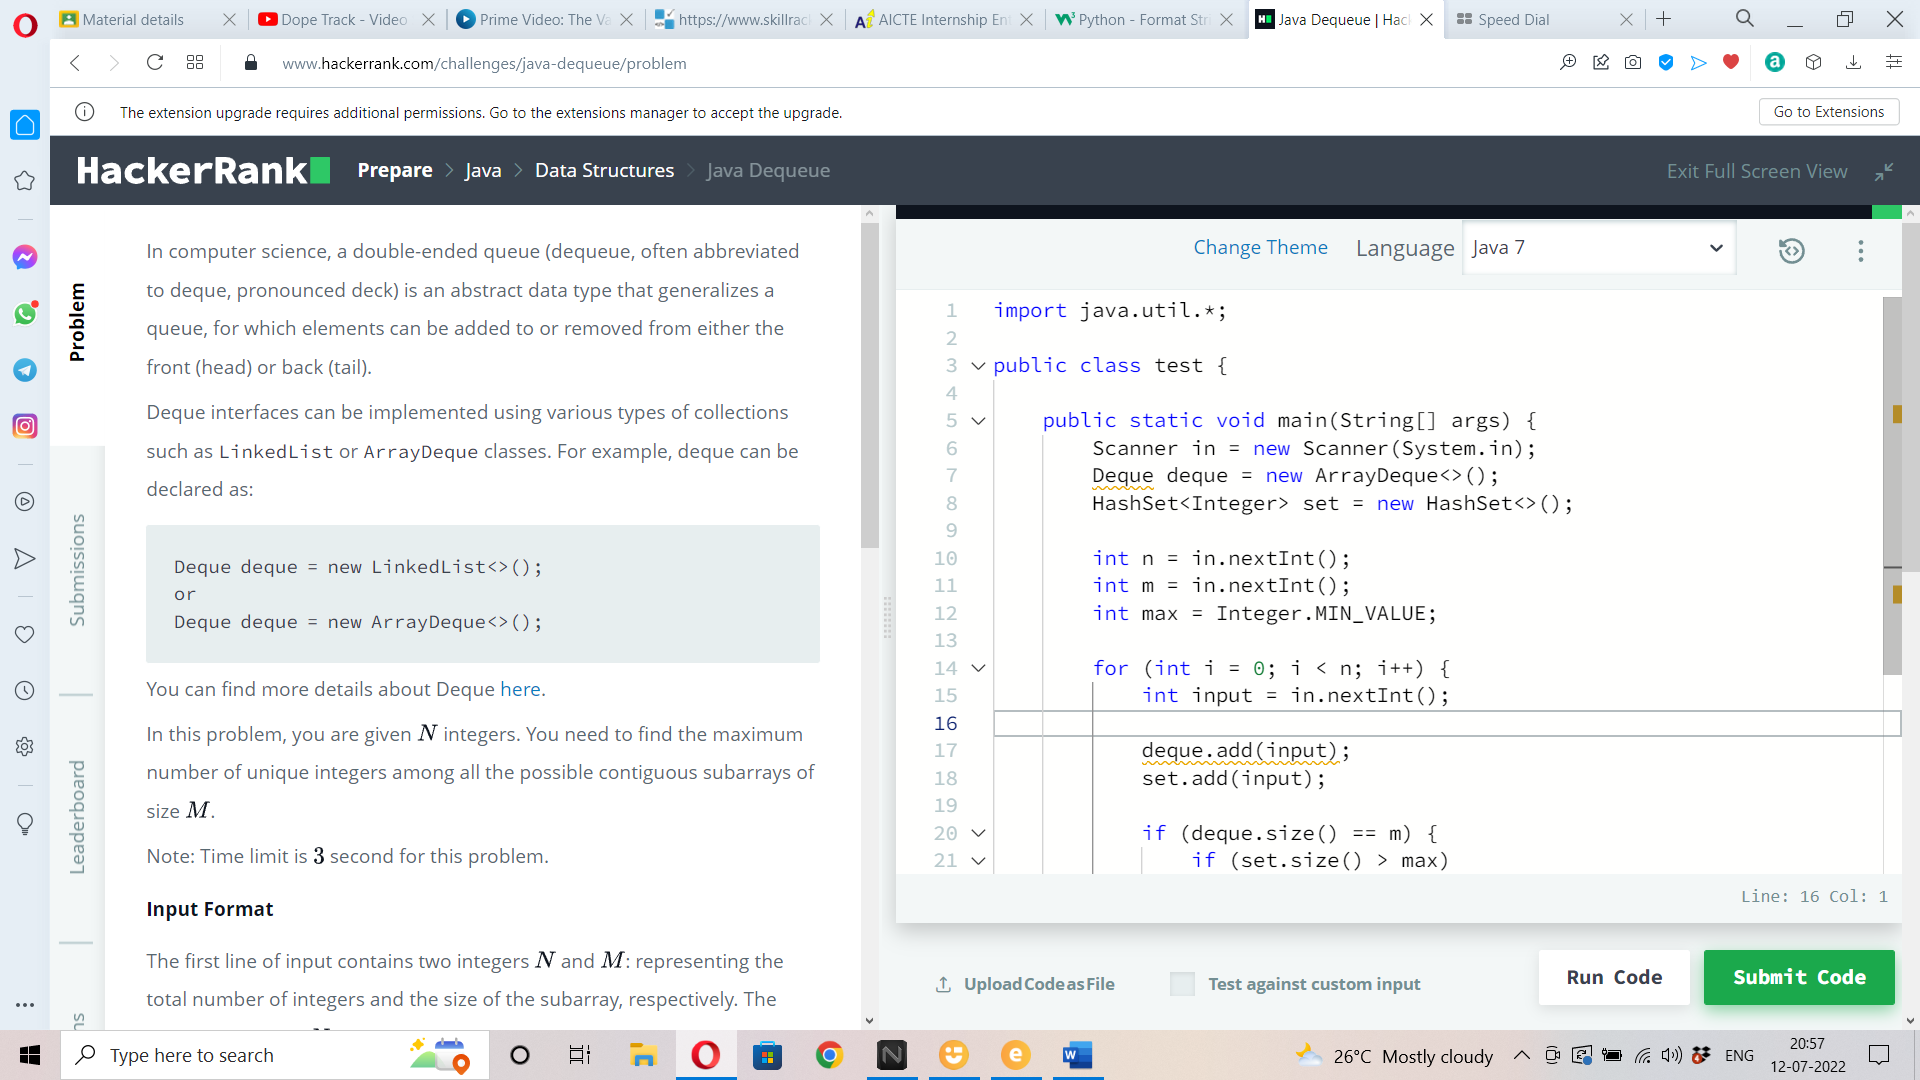 Material details
Dope Track - Video
Prime Video: The Va
https://www.skillrac
AICTE Internship Ent
Python - Format Stri
Java Dequeue | Hack
Speed Dial
www.hackerrank.com/challenges/java-dequeue/problem
The extension upgrade requires additional permissions. Go to the extensions manager to accept the upgrade.
Go to Extensions
HackerRank
Prepare > Java > Data Structures > Java Dequeue
Exit Full Screen View
Problem
Submissions
Leaderboard
In computer science, a double-ended queue (dequeue, often abbreviated
to deque, pronounced deck) is an abstract data type that generalizes a
queue, for which elements can be added to or removed from either the
front (head) or back (tail).
Deque interfaces can be implemented using various types of collections
such as LinkedList or ArrayDeque classes. For example, deque can be
declared as:
Deque deque = new LinkedList<>();
or
Deque deque = new ArrayDeque<>();
You can find more details about Deque here.
In this problem, you are given N integers. You need to find the maximum
number of unique integers among all the possible contiguous subarrays of
size M.
Note: Time limit is 3 second for this problem.
Input Format
The first line of input contains two integers N and M: representing the
total number of integers and the size of the subarray, respectively. The
Change Theme
Language
Java 7
1 import java.util.*;
2
3 public class test {
4
5 public static void main(String[] args) {
6 Scanner in = new Scanner(System.in);
7 Deque deque = new ArrayDeque<>();
8 HashSet<Integer> set = new HashSet<>();
9
10 int n = in.nextInt();
11 int m = in.nextInt();
12 int max = Integer.MIN_VALUE;
13
14 for (int i = 0; i < n; i++) {
15 int input = in.nextInt();
16
17 deque.add(input);
18 set.add(input);
19
20 if (deque.size() == m) {
21 if (set.size() > max)
Line: 16 Col: 1
Upload Code as File
Test against custom input
Run Code
Submit Code
Type here to search
26°C Mostly cloudy
ENG
20:57
12-07-2022